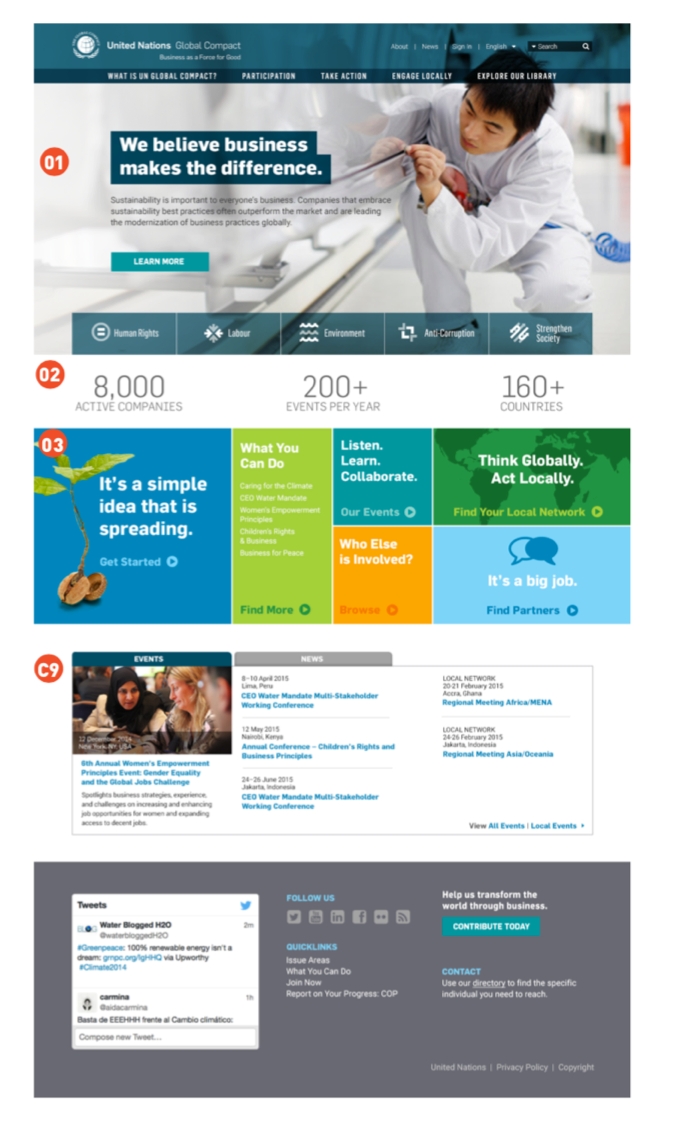 United Nations Global Compact
Business as a Force for Good
About | News | Sign In | English Search
WHAT IS UN GLOBAL COMPACT? PARTICIPATION TAKE ACTION ENGAGE LOCALLY EXPLORE OUR LIBRARY
01
We believe business
makes the difference.
Sustainability is important to everyone's business. Companies that embrace
sustainability best practices often outperform the market and are leading
the modernization of business practices globally.
LEARN MORE
Human Rights
Labour
Environment
Anti-Corruption
Strengthen
Society
02
8,000
ACTIVE COMPANIES
200+
EVENTS PER YEAR
160+
COUNTRIES
03
It's a simple
idea that is
spreading.
Get Started
What You
Can Do
Caring for the Climate
CEO Water Mandate
Women's Empowerment
Principles
Children's Rights
& Business
Business for Peace
Find More
Listen.
Learn.
Collaborate.
Our Events
Who Else
is Involved?
Browse
Think Globally.
Act Locally.
Find Your Local Network
It's a big job.
Find Partners
C9
EVENTS
NEWS
12 December 2014
New York, NY, USA
6th Annual Women's Empowerment
Principles Event: Gender Equality
and the Global Jobs Challenge
Spotlights business strategies, experience,
and challenges on increasing and enhancing
job opportunities for women and expanding
access to decent jobs.
8–10 April 2015
Lima, Peru
CEO Water Mandate Multi-Stakeholder
Working Conference
12 May 2015
Nairobi, Kenya
Annual Conference – Children's Rights and
Business Principles
24–26 June 2015
Jakarta, Indonesia
CEO Water Mandate Multi-Stakeholder
Working Conference
LOCAL NETWORK
20-21 February 2015
Accra, Ghana
Regional Meeting Africa/MENA
LOCAL NETWORK
24-26 February 2015
Jakarta, Indonesia
Regional Meeting Asia/Oceania
View All Events | Local Events
Tweets
Water Blogged H2O 2m
@waterbloggedH2O
#Greenpeace: 100% renewable energy isn't a
dream: grnpc.org/IgHHQ via Upworthy
#Climate2014
carmina 1h
@aidacarmina
Basta de EEEHHH frente al Cambio climático:
Compose new Tweet...
FOLLOW US
QUICKLINKS
Issue Areas
What You Can Do
Join Now
Report on Your Progress: COP
Help us transform the
world through business.
CONTRIBUTE TODAY
CONTACT
Use our directory to find the specific
individual you need to reach.
United Nations | Privacy Policy | Copyright